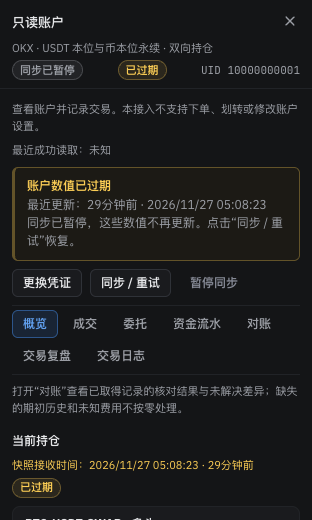 只读账户
OKX · USDT 本位与币本位永续 · 双向持仓
同步已暂停 已过期 UID 10000000001
查看账户并记录交易。本接入不支持下单、划转或修改账户
设置。
最近成功读取：未知
账户数值已过期
最近更新：29分钟前 · 2026/11/27 05:08:23
同步已暂停，这些数值不再更新。点击“同步 / 重
试”恢复。
更换凭证 同步 / 重试 暂停同步
概览 成交 委托 资金流水 对账
交易复盘 交易日志
打开“对账”查看已取得记录的核对结果与未解决差异；缺失
的期初历史和未知费用不按零处理。
当前持仓
快照接收时间：2026/11/27 05:08:23 · 29分钟前
已过期